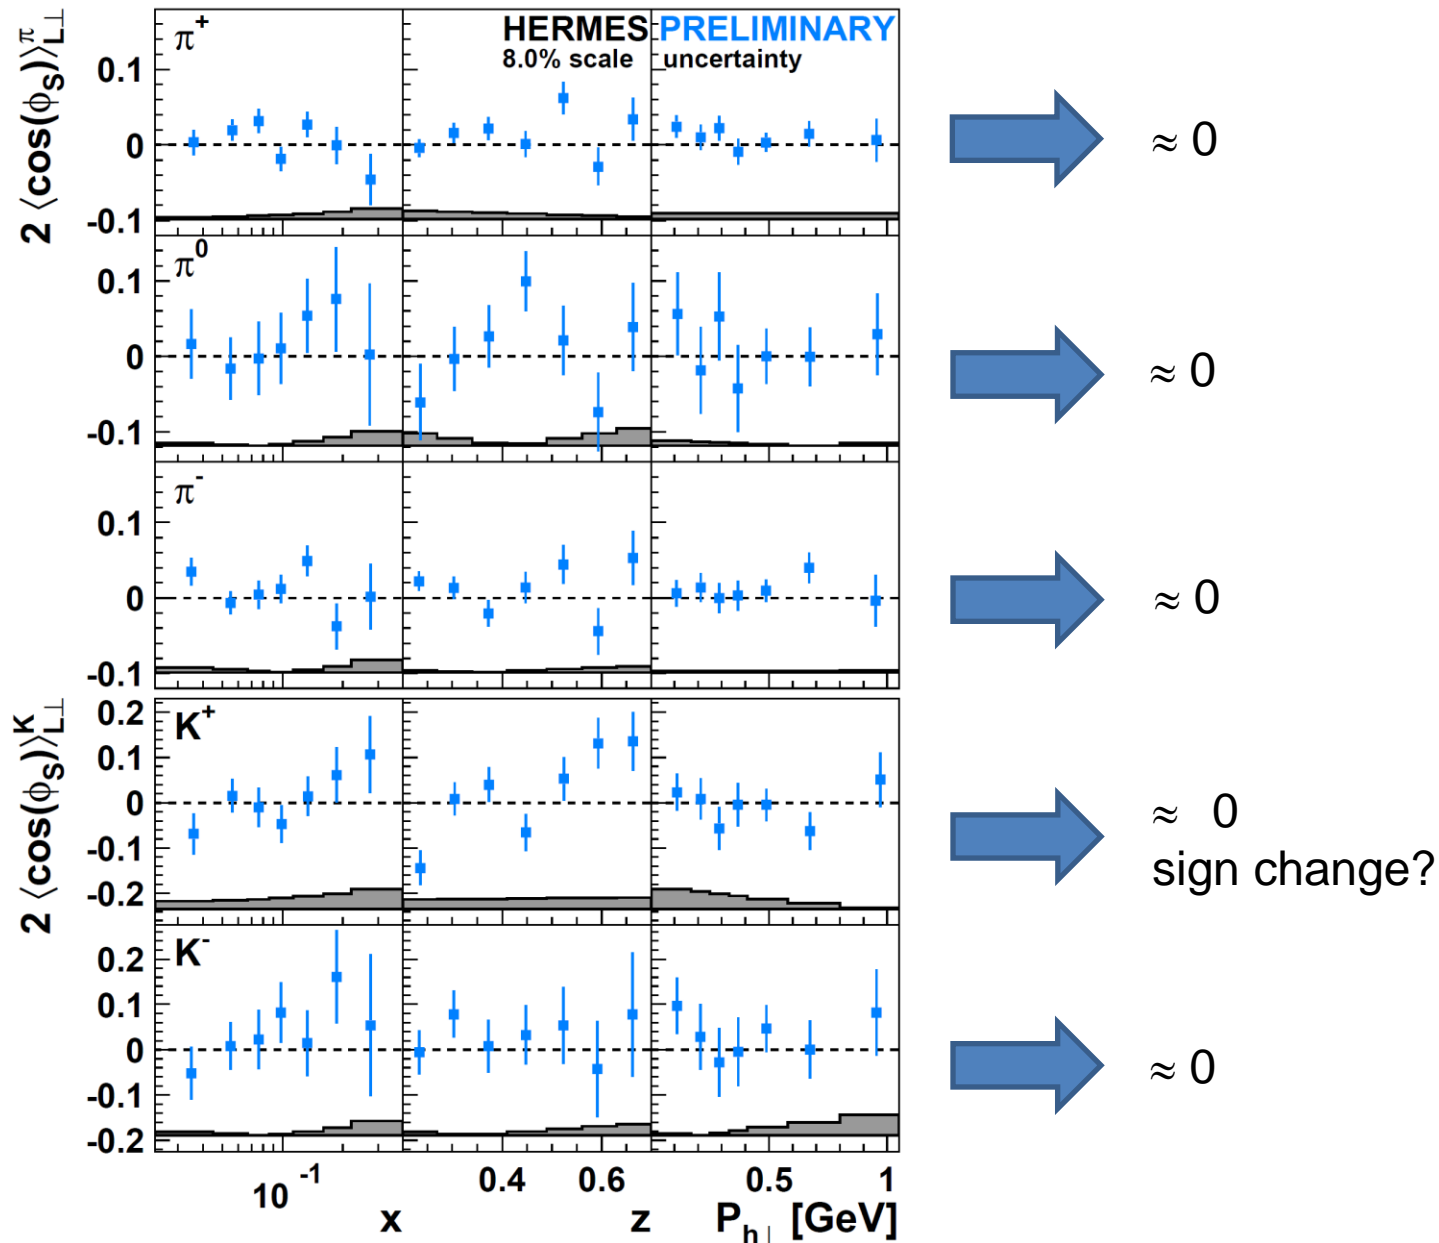 2 ⟨cos(ϕS)⟩πL⊥
π+
HERMES PRELIMINARY
8.0% scale uncertainty
0.1
0
-0.1
≈ 0
π0
0.1
0
-0.1
≈ 0
π-
0.1
0
-0.1
≈ 0
2 ⟨cos(ϕS)⟩KL⊥
K+
0.2
0.1
0
-0.1
-0.2
≈ 0
sign change?
K-
0.2
0.1
0
-0.1
-0.2
≈ 0
10-1 0.4 0.6 0.5 1
x z Ph⊥ [GeV]